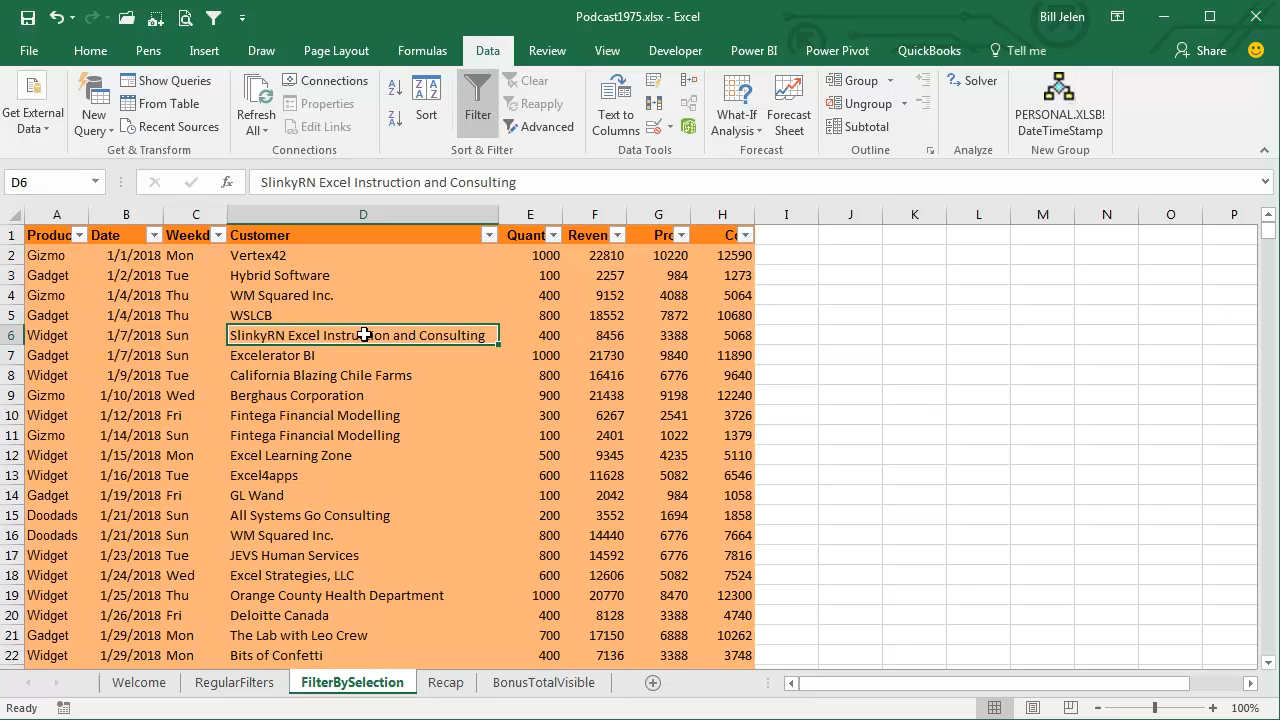 Podcast1975.xlsx - Excel
Bill Jelen
File Home Pens Insert Draw Page Layout Formulas Data Review View Developer Power BI Power Pivot QuickBooks Tell me Share
Get External Data
New Query
Show Queries
From Table
Recent Sources
Get & Transform
Refresh All
Connections
Properties
Edit Links
Connections
Sort
Filter
Clear
Reapply
Advanced
Sort & Filter
Text to Columns
Data Tools
What-If Analysis
Forecast Sheet
Forecast
Group
Ungroup
Subtotal
Outline
Solver
Analyze
PERSONAL.XLSB!
DateTimeStamp
New Group
D6 fx SlinkyRN Excel Instruction and Consulting
A B C D E F G H I J K L M N O P
1 Produc Date Weekd Customer Quant Reven Pro C
2 Gizmo 1/1/2018 Mon Vertex42 1000 22810 10220 12590
3 Gadget 1/2/2018 Tue Hybrid Software 100 2257 984 1273
4 Gizmo 1/4/2018 Thu WM Squared Inc. 400 9152 4088 5064
5 Gadget 1/4/2018 Thu WSLCB 800 18552 7872 10680
6 Widget 1/7/2018 Sun SlinkyRN Excel Instruction and Consulting 400 8456 3388 5068
7 Gadget 1/7/2018 Sun Excelerator BI 1000 21730 9840 11890
8 Widget 1/9/2018 Tue California Blazing Chile Farms 800 16416 6776 9640
9 Gizmo 1/10/2018 Wed Berghaus Corporation 900 21438 9198 12240
10 Widget 1/12/2018 Fri Fintega Financial Modelling 300 6267 2541 3726
11 Gizmo 1/14/2018 Sun Fintega Financial Modelling 100 2401 1022 1379
12 Widget 1/15/2018 Mon Excel Learning Zone 500 9345 4235 5110
13 Widget 1/16/2018 Tue Excel4apps 600 11628 5082 6546
14 Gadget 1/19/2018 Fri GL Wand 100 2042 984 1058
15 Doodads 1/21/2018 Sun All Systems Go Consulting 200 3552 1694 1858
16 Doodads 1/21/2018 Sun WM Squared Inc. 800 14440 6776 7664
17 Widget 1/23/2018 Tue JEVS Human Services 800 14592 6776 7816
18 Widget 1/24/2018 Wed Excel Strategies, LLC 600 12606 5082 7524
19 Widget 1/25/2018 Thu Orange County Health Department 1000 20770 8470 12300
20 Widget 1/26/2018 Fri Deloitte Canada 400 8128 3388 4740
21 Gadget 1/29/2018 Mon The Lab with Leo Crew 700 17150 6888 10262
22 Widget 1/29/2018 Mon Bits of Confetti 400 7136 3388 3748
Welcome RegularFilters FilterBySelection Recap BonusTotalVisible
Ready 100%